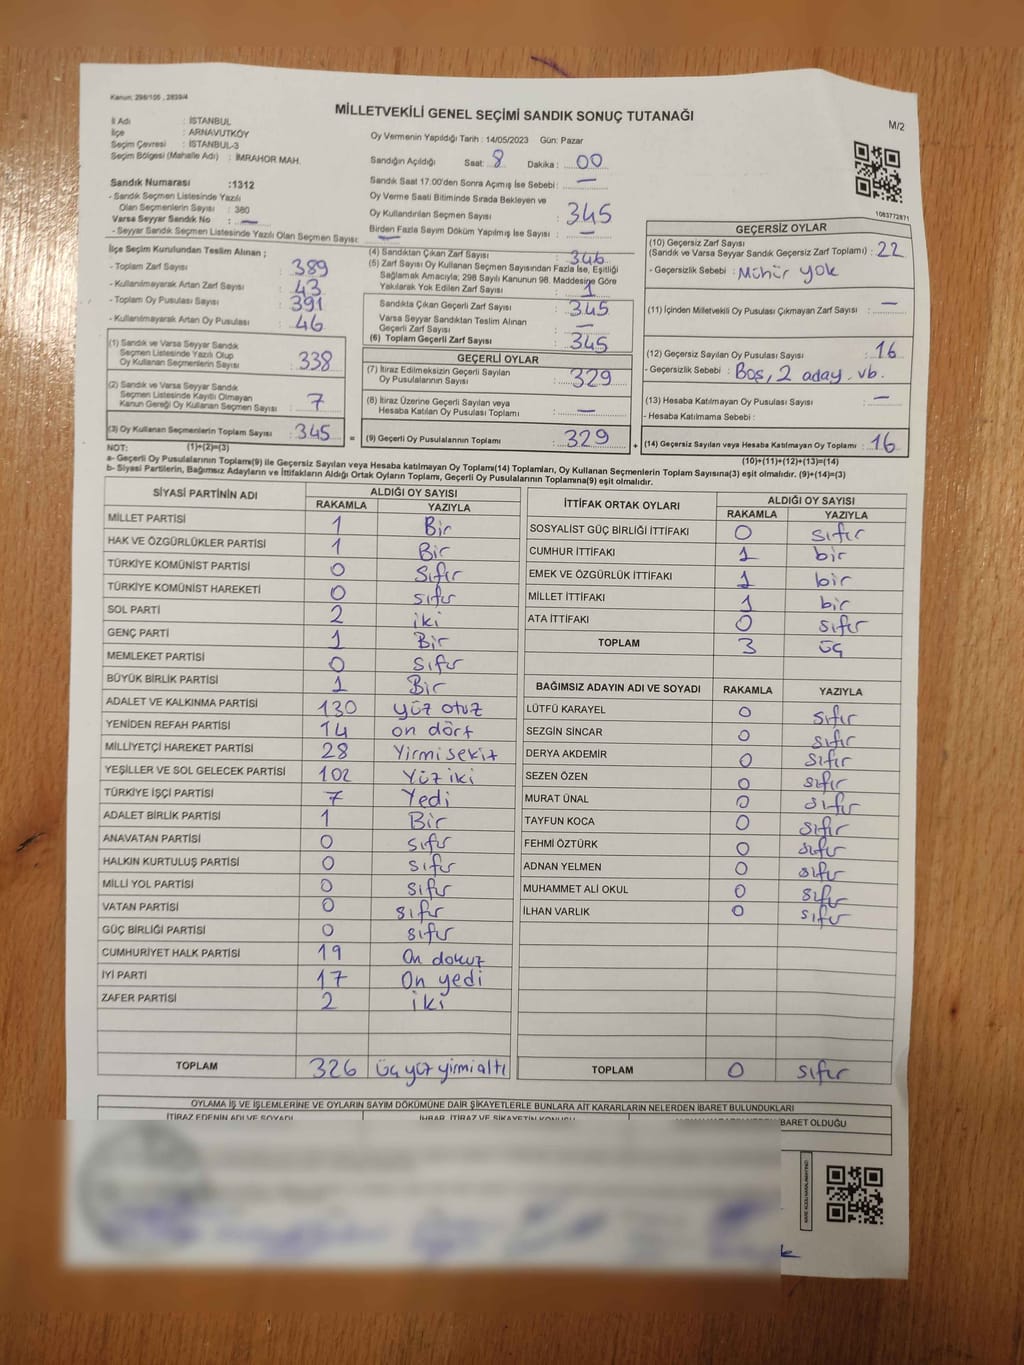 Kanun: 298/105 , 2839/4
MİLLETVEKİLİ GENEL SEÇİMİ SANDIK SONUÇ TUTANAĞI
M/2
İl Adı : İSTANBUL
İlçe : ARNAVUTKÖY
Seçim Çevresi : İSTANBUL-3
Seçim Bölgesi (Mahalle Adı) : İMRAHOR MAH.
Oy Vermenin Yapıldığı Tarih : 14/05/2023 Gün: Pazar
Sandığın Açıldığı Saat: 8 Dakika : 00
Sandık Saat 17:00'den Sonra Açımış İse Sebebi : —
Oy Verme Saati Bitiminde Sırada Bekleyen ve
Oy Kullandırılan Seçmen Sayısı : 345
Birden Fazla Sayım Döküm Yapılmış İse Sayısı : —
1083772871
Sandık Numarası :1312
- Sandık Seçmen Listesinde Yazılı
Olan Seçmenlerin Sayısı : 380
Varsa Seyyar Sandık No : —
- Seyyar Sandık Seçmen Listesinde Yazılı Olan Seçmen Sayısı: —
İlçe Seçim Kurulundan Teslim Alınan ;
- Toplam Zarf Sayısı : 389
- Kullanılmayarak Artan Zarf Sayısı : 43
- Toplam Oy Pusulası Sayısı : 391
- Kullanılmayarak Artan Oy Pusulası : 46
(1) Sandık ve Varsa Seyyar Sandık
Seçmen Listesinde Yazılı Olup
Oy Kullanan Seçmenlerin Sayısı : 338
(2) Sandık ve Varsa Seyyar Sandık
Seçmen Listesinde Kayıtlı Olmayan
Kanun Gereği Oy Kullanan Seçmen Sayısı : 7
(3) Oy Kullanan Seçmenlerin Toplam Sayısı : 345 =
(1)+(2)=(3)
(4) Sandıktan Çıkan Zarf Sayısı : 346
(5) Zarf Sayısı Oy Kullanan Seçmen Sayısından Fazla İse, Eşitliği
Sağlamak Amacıyla; 298 Sayılı Kanunun 98. Maddesine Göre
Yakılarak Yok Edilen Zarf Sayısı : 1
Sandıkta Çıkan Geçerli Zarf Sayısı : 345
Varsa Seyyar Sandıktan Teslim Alınan
Geçerli Zarf Sayısı : —
(6) Toplam Geçerli Zarf Sayısı : 345
GEÇERLİ OYLAR
(7) İtiraz Edilmeksizin Geçerli Sayılan
Oy Pusulalarının Sayısı : 329
(8) İtiraz Üzerine Geçerli Sayılan veya
Hesaba Katılan Oy Pusulası Toplamı : —
(9) Geçerli Oy Pusulalarının Toplamı : 329 +
GEÇERSİZ OYLAR
(10) Geçersiz Zarf Sayısı
(Sandık ve Varsa Seyyar Sandık Geçersiz Zarf Toplamı) : 22
- Geçersizlik Sebebi : Mühür yok
(11) İçinden Milletvekili Oy Pusulası Çıkmayan Zarf Sayısı : —
(12) Geçersiz Sayılan Oy Pusulası Sayısı : 16
- Geçersizlik Sebebi : Boş, 2 aday. vb.
(13) Hesaba Katılmayan Oy Pusulası Sayısı : —
- Hesaba Katılmama Sebebi :
(14) Geçersiz Sayılan veya Hesaba Katılmayan Oy Toplamı : 16
(10)+(11)+(12)+(13)=(14)
NOT:
a- Geçerli Oy Pusulalarının Toplamı(9) ile Geçersiz Sayılan veya Hesaba katılmayan Oy Toplamı(14) Toplamları, Oy Kullanan Seçmenlerin Toplam Sayısına(3) eşit olmalıdır. (9)+(14)=(3)
b- Siyasi Partilerin, Bağımsız Adayların ve İttifakların Aldığı Oyların Toplamı, Geçerli Oy Pusulalarının Toplamına(9) eşit olmalıdır.
SİYASİ PARTİNİN ADI ALDIĞI OY SAYISI
RAKAMLA YAZIYLA
MİLLET PARTİSİ 1 Bir
HAK VE ÖZGÜRLÜKLER PARTİSİ 1 Bir
TÜRKİYE KOMÜNİST PARTİSİ 0 Sıfır
TÜRKİYE KOMÜNİST HAREKETİ 0 sıfır
SOL PARTİ 2 iki
GENÇ PARTİ 1 Bir
MEMLEKET PARTİSİ 0 Sıfır
BÜYÜK BİRLİK PARTİSİ 1 Bir
ADALET VE KALKINMA PARTİSİ 130 yüz otuz
YENİDEN REFAH PARTİSİ 14 on dört
MİLLİYETÇİ HAREKET PARTİSİ 28 Yirmi sekiz
YEŞİLLER VE SOL GELECEK PARTİSİ 102 Yüz iki
TÜRKİYE İŞÇİ PARTİSİ 7 Yedi
ADALET BİRLİK PARTİSİ 1 Bir
ANAVATAN PARTİSİ 0 sıfır
HALKIN KURTULUŞ PARTİSİ 0 sıfır
MİLLİ YOL PARTİSİ 0 sıfır
VATAN PARTİSİ 0 sıfır
GÜÇ BİRLİĞİ PARTİSİ 0 sıfır
CUMHURİYET HALK PARTİSİ 19 On dokuz
İYİ PARTİ 17 On yedi
ZAFER PARTİSİ 2 iki
TOPLAM 326 üç yüz yirmi altı
İTTİFAK ORTAK OYLARI ALDIĞI OY SAYISI
RAKAMLA YAZIYLA
SOSYALİST GÜÇ BİRLİĞİ İTTİFAKI 0 sıfır
CUMHUR İTTİFAKI 1 bir
EMEK VE ÖZGÜRLÜK İTTİFAKI 1 bir
MİLLET İTTİFAKI 1 bir
ATA İTTİFAKI 0 sıfır
TOPLAM 3 üç
BAĞIMSIZ ADAYIN ADI VE SOYADI RAKAMLA YAZIYLA
LÜTFÜ KARAYEL 0 sıfır
SEZGİN SİNCAR 0 sıfır
DERYA AKDEMİR 0 sıfır
SEZEN ÖZEN 0 sıfır
MURAT ÜNAL 0 sıfır
TAYFUN KOCA 0 sıfır
FEHMİ ÖZTÜRK 0 sıfır
ADNAN YELMEN 0 sıfır
MUHAMMET ALİ OKUL 0 sıfır
İLHAN VARLIK 0 sıfır
TOPLAM 0 sıfır
OYLAMA İŞ VE İŞLEMLERİNE VE OYLARIN SAYIM DÖKÜMÜNE DAİR ŞİKAYETLERLE BUNLARA AİT KARARLARIN NELERDEN İBARET BULUNDUKLARI
İTİRAZ EDENİN ADI VE SOYADI İHBAR, İTİRAZ VE ŞİKAYETİN KONUSU BARET OLDUĞU